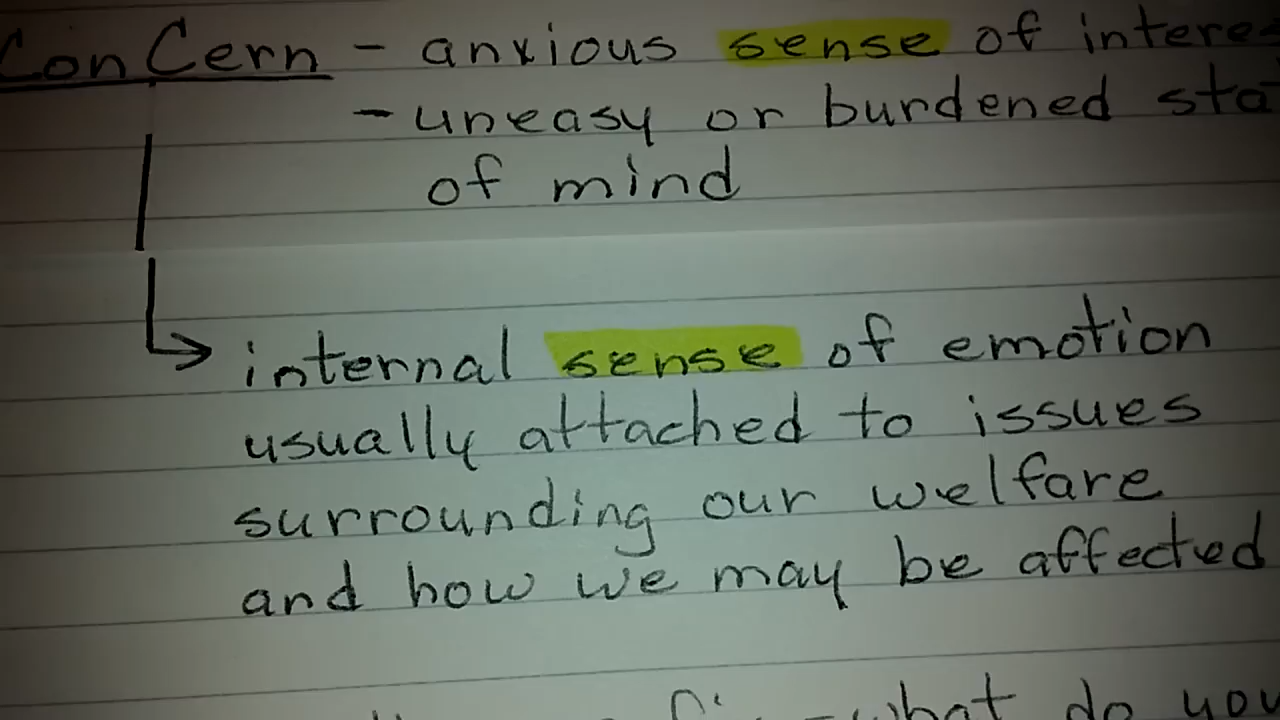 ConCern - anxious sense of interes
- uneasy or burdened sta
of mind
internal sense of emotion
usually attached to issues
surrounding our welfare
and how we may be affected
what do you